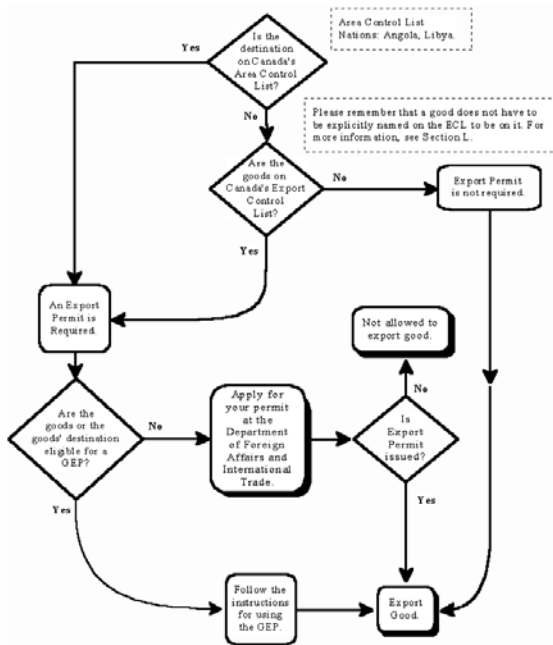 Is the
destination
on Canada's
Area Control
List?
Area Control List
Nations: Angola, Libya.
Yes
No
Please remember that a good does not have to
be explicitly named on the ECL to be on it. For
more information, see Section L.
Are the
goods on
Canada's Export
Control
List?
No
Export Permit
is not required.
Yes
An Export
Permit is
Required.
Not allowed to
export good.
No
Are the
goods or the
goods' destination
eligible for a
GEP?
No
Apply for
your permit
at the
Department
of Foreign
Affairs and
International
Trade.
Is
Export
Permit
issued?
Yes
Yes
Follow the
instructions
for using
the GEP.
Export
Good.